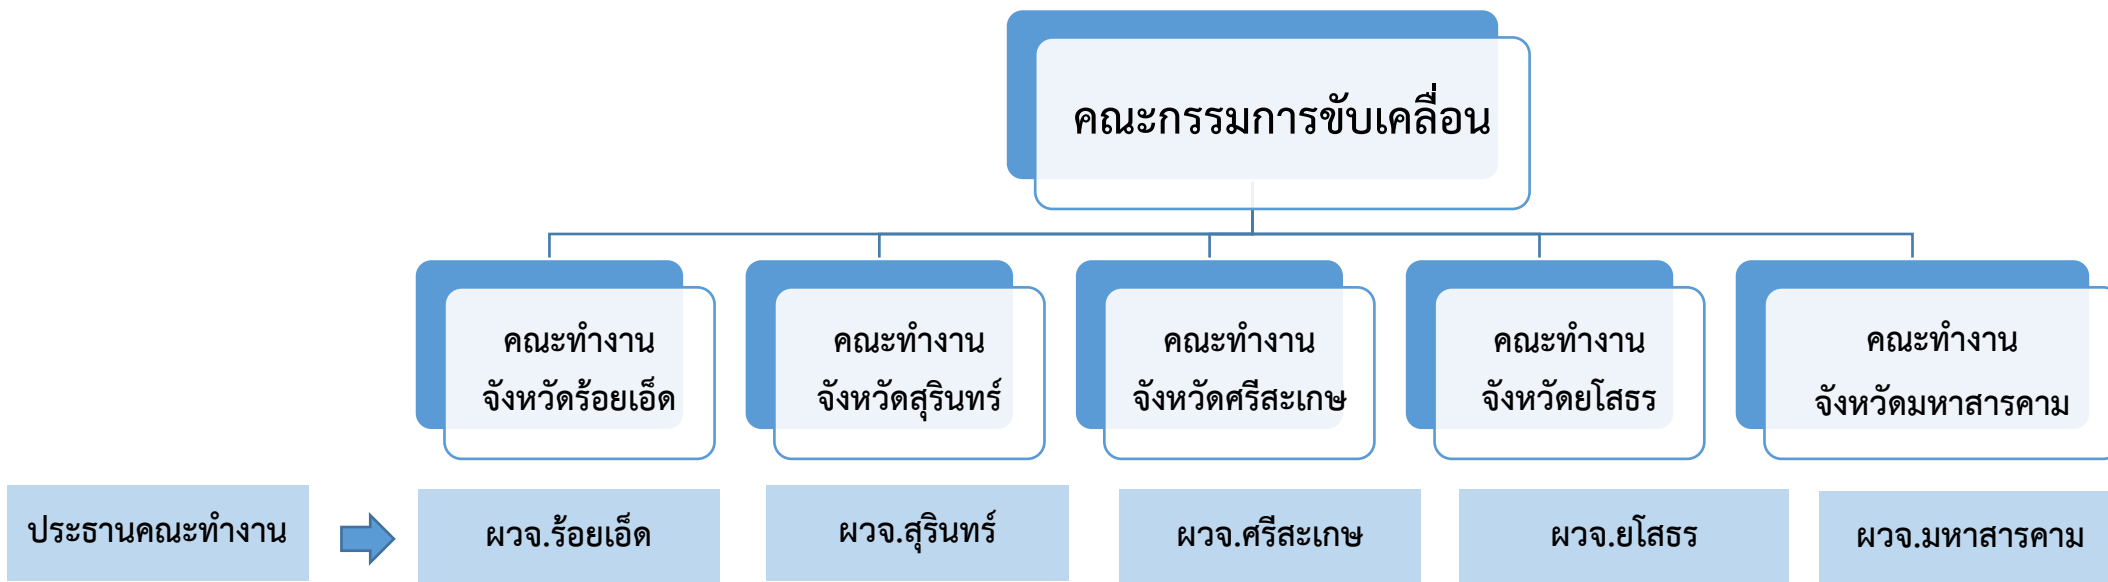 คณะกรรมการขับเคลื่อน
คณะทำงาน
จังหวัดร้อยเอ็ด
คณะทำงาน
จังหวัดสุรินทร์
คณะทำงาน
จังหวัดศรีสะเกษ
คณะทำงาน
จังหวัดยโสธร
คณะทำงาน
จังหวัดมหาสารคาม
ประธานคณะทำงาน
ผวจ.ร้อยเอ็ด
ผวจ.สุรินทร์
ผวจ.ศรีสะเกษ
ผวจ.ยโสธร
ผวจ.มหาสารคาม